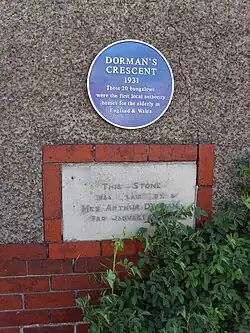 DORMAN'S
CRESCENT
1931
These 20 bungalows
were the first local authority
houses for the elderly in
England & Wales
THIS STONE
WAS LAID BY
MRS ARTHUR
3RD JANUARY